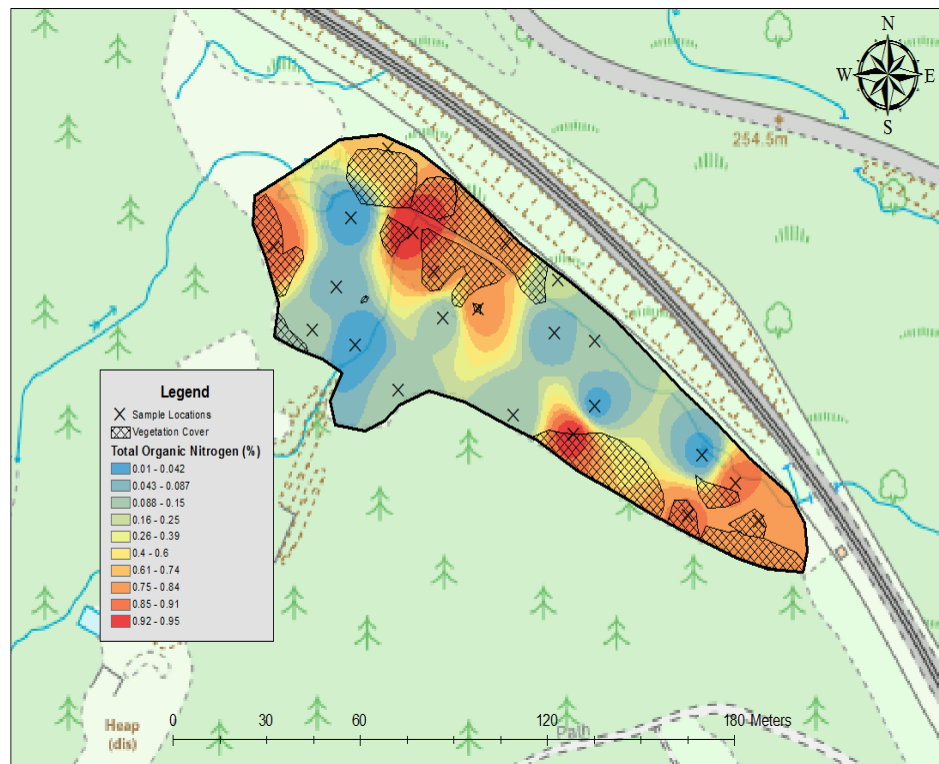 N
W E
S
254.5m
Legend
Sample Locations
Vegetation Cover
Total Organic Nitrogen (%)
0.01 - 0.042
0.043 - 0.087
0.088 - 0.15
0.16 - 0.25
0.26 - 0.39
0.4 - 0.6
0.61 - 0.74
0.75 - 0.84
0.85 - 0.91
0.92 - 0.95
Heap
(dis)
0 30 60 120 180 Meters
Path